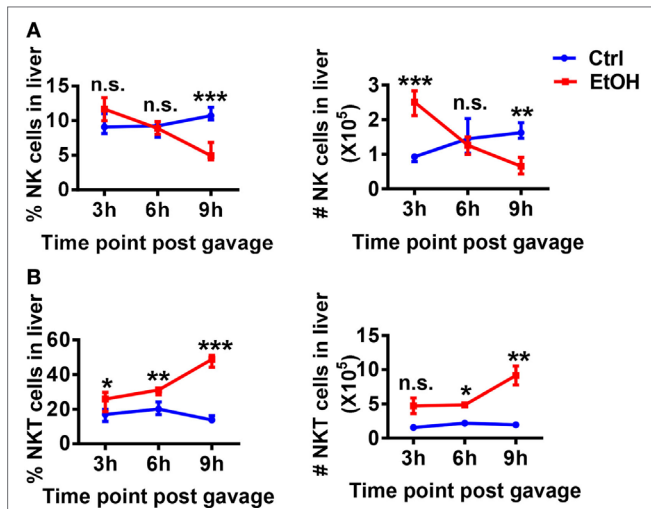 A
% NK cells in liver
15
10
5
0
n.s.
n.s.
***
3h 6h 9h
Time point post gavage
# NK cells in liver
(X10⁵)
3
2
1
0
***
n.s.
**
3h 6h 9h
Time point post gavage
Ctrl
EtOH
B
% NKT cells in liver
60
40
20
0
*
**
***
3h 6h 9h
Time point post gavage
# NKT cells in liver
(X10⁵)
15
10
5
0
n.s.
*
**
3h 6h 9h
Time point post gavage